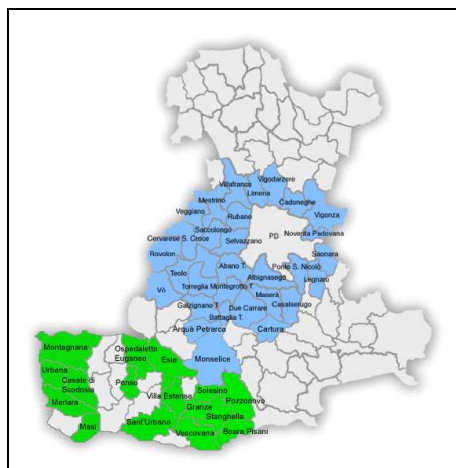 Villafranca
Vigodarzere
Limena
Mestrino
Cadoneghe
Veggiano
Rubano
Vigonza
Saccolongo
Cervarese S. Croce
Selvazzano
PD
Noventa Padovana
Rovolon
Saonara
Abano T.
Ponte S. Nicolò
Teolo
Albignasego
Legnaro
Vò
Torreglia
Montegrotto T.
Maserà
Galzignano T.
Due Carrare
Casalserugo
Battaglia T.
Arquà Petrarca
Cartura
Montagnana
Ospedaletto
Euganeo
Este
Monselice
Urbana
Casale di
Scodosia
Ponso
Solesino
Villa Estense
Pozzonovo
Merlara
Granze
Stanghella
Masi
Sant'Urbano
Vescovana
Boara Pisani